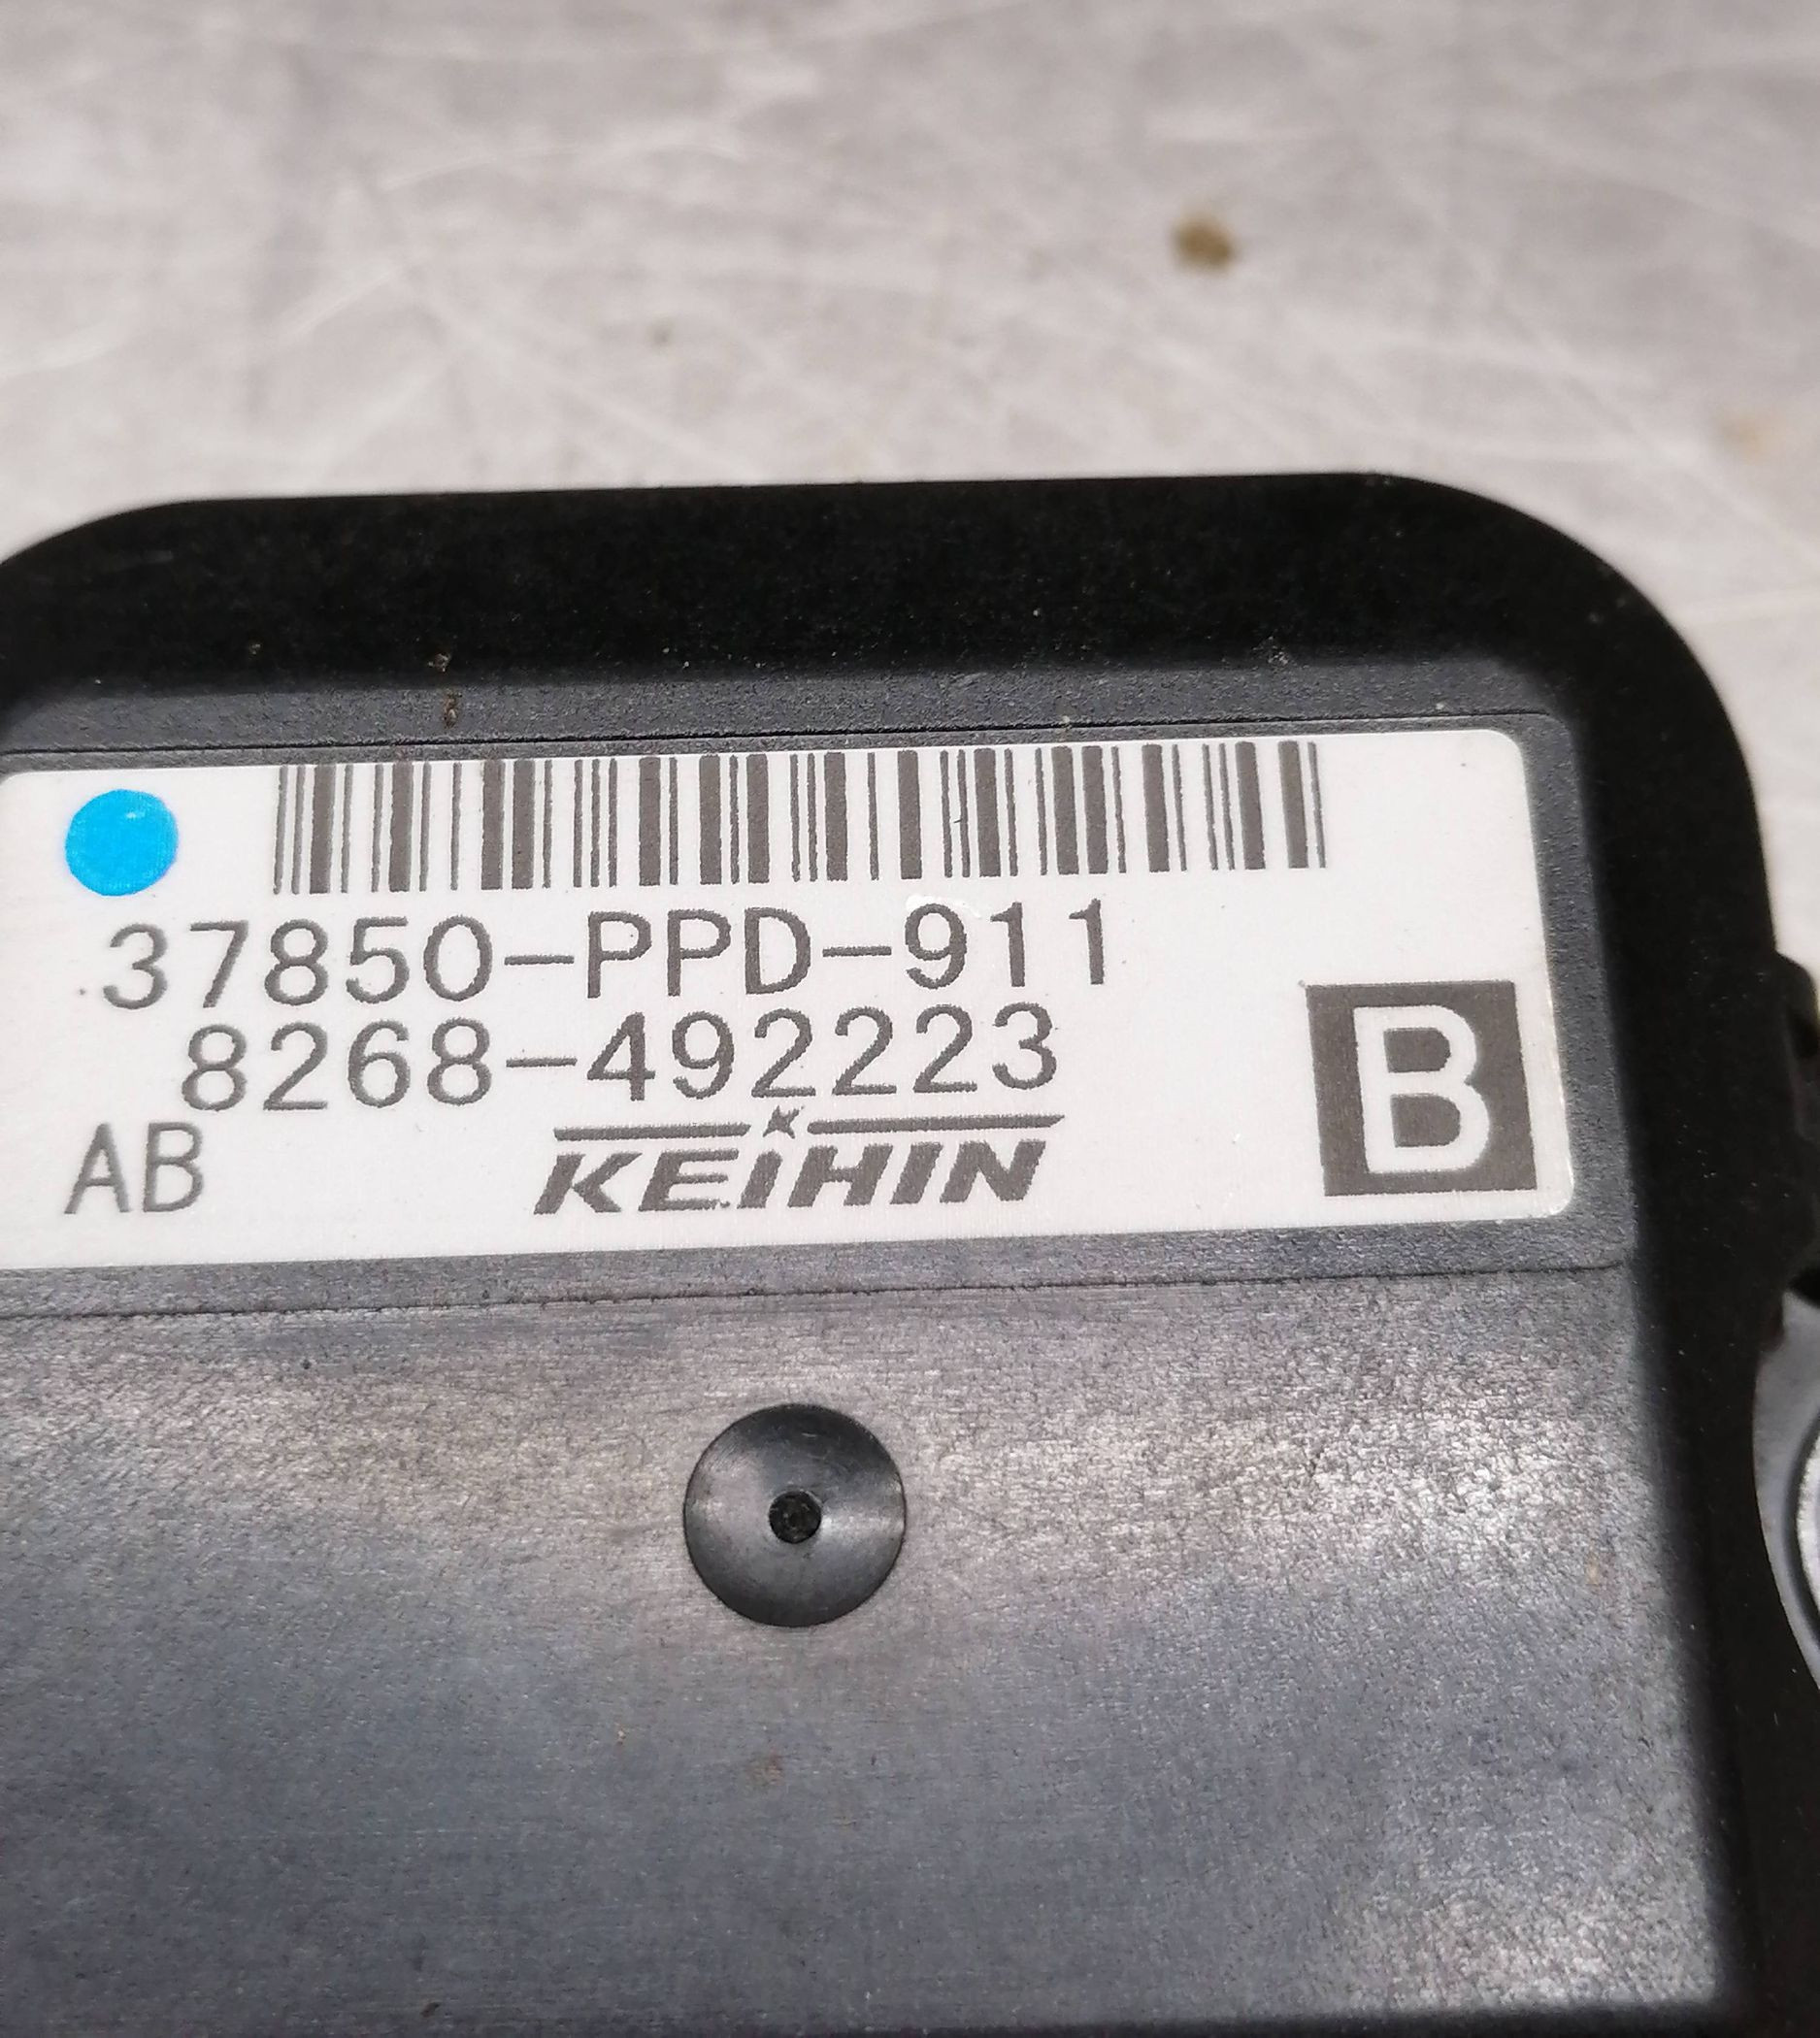 37850-PPD-911
8268-492223
AB
KEIHIN
B